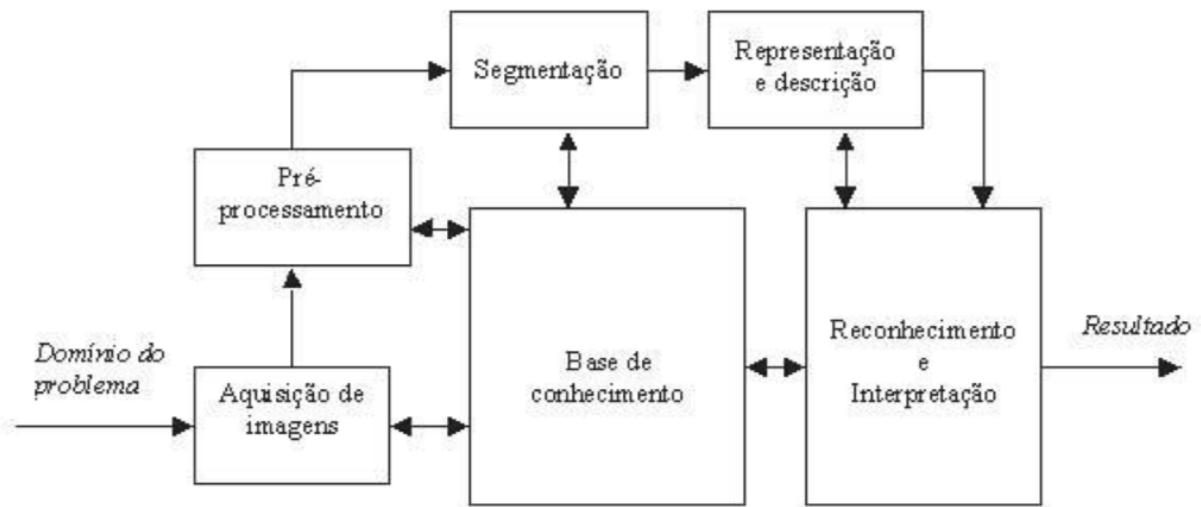 Segmentação
Representação
e descrição
Pré-
processamento
Domínio do
problema
Aquisição de
imagens
Base de
conhecimento
Reconhecimento
e
Interpretação
Resultado